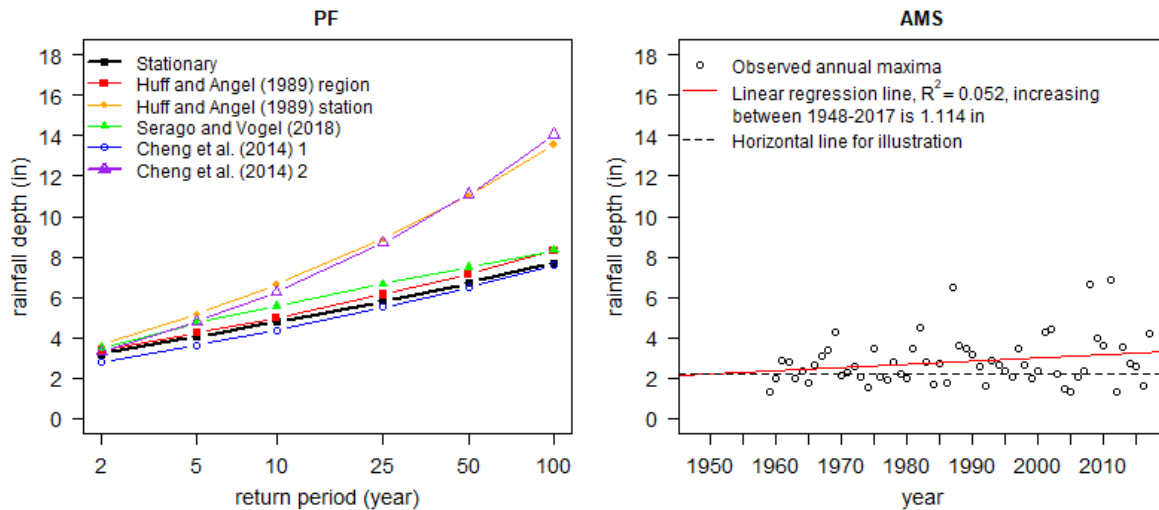 PF
18
16
14
12
10
8
6
4
2
0
rainfall depth (in)
Stationary
Huff and Angel (1989) region
Huff and Angel (1989) station
Serago and Vogel (2018)
Cheng et al. (2014) 1
Cheng et al. (2014) 2
2 5 10 25 50 100
return period (year)
AMS
18
16
14
12
10
8
6
4
2
0
rainfall depth (in)
Observed annual maxima
Linear regression line, R² = 0.052, increasing
between 1948-2017 is 1.114 in
Horizontal line for illustration
1950 1960 1970 1980 1990 2000 2010
year